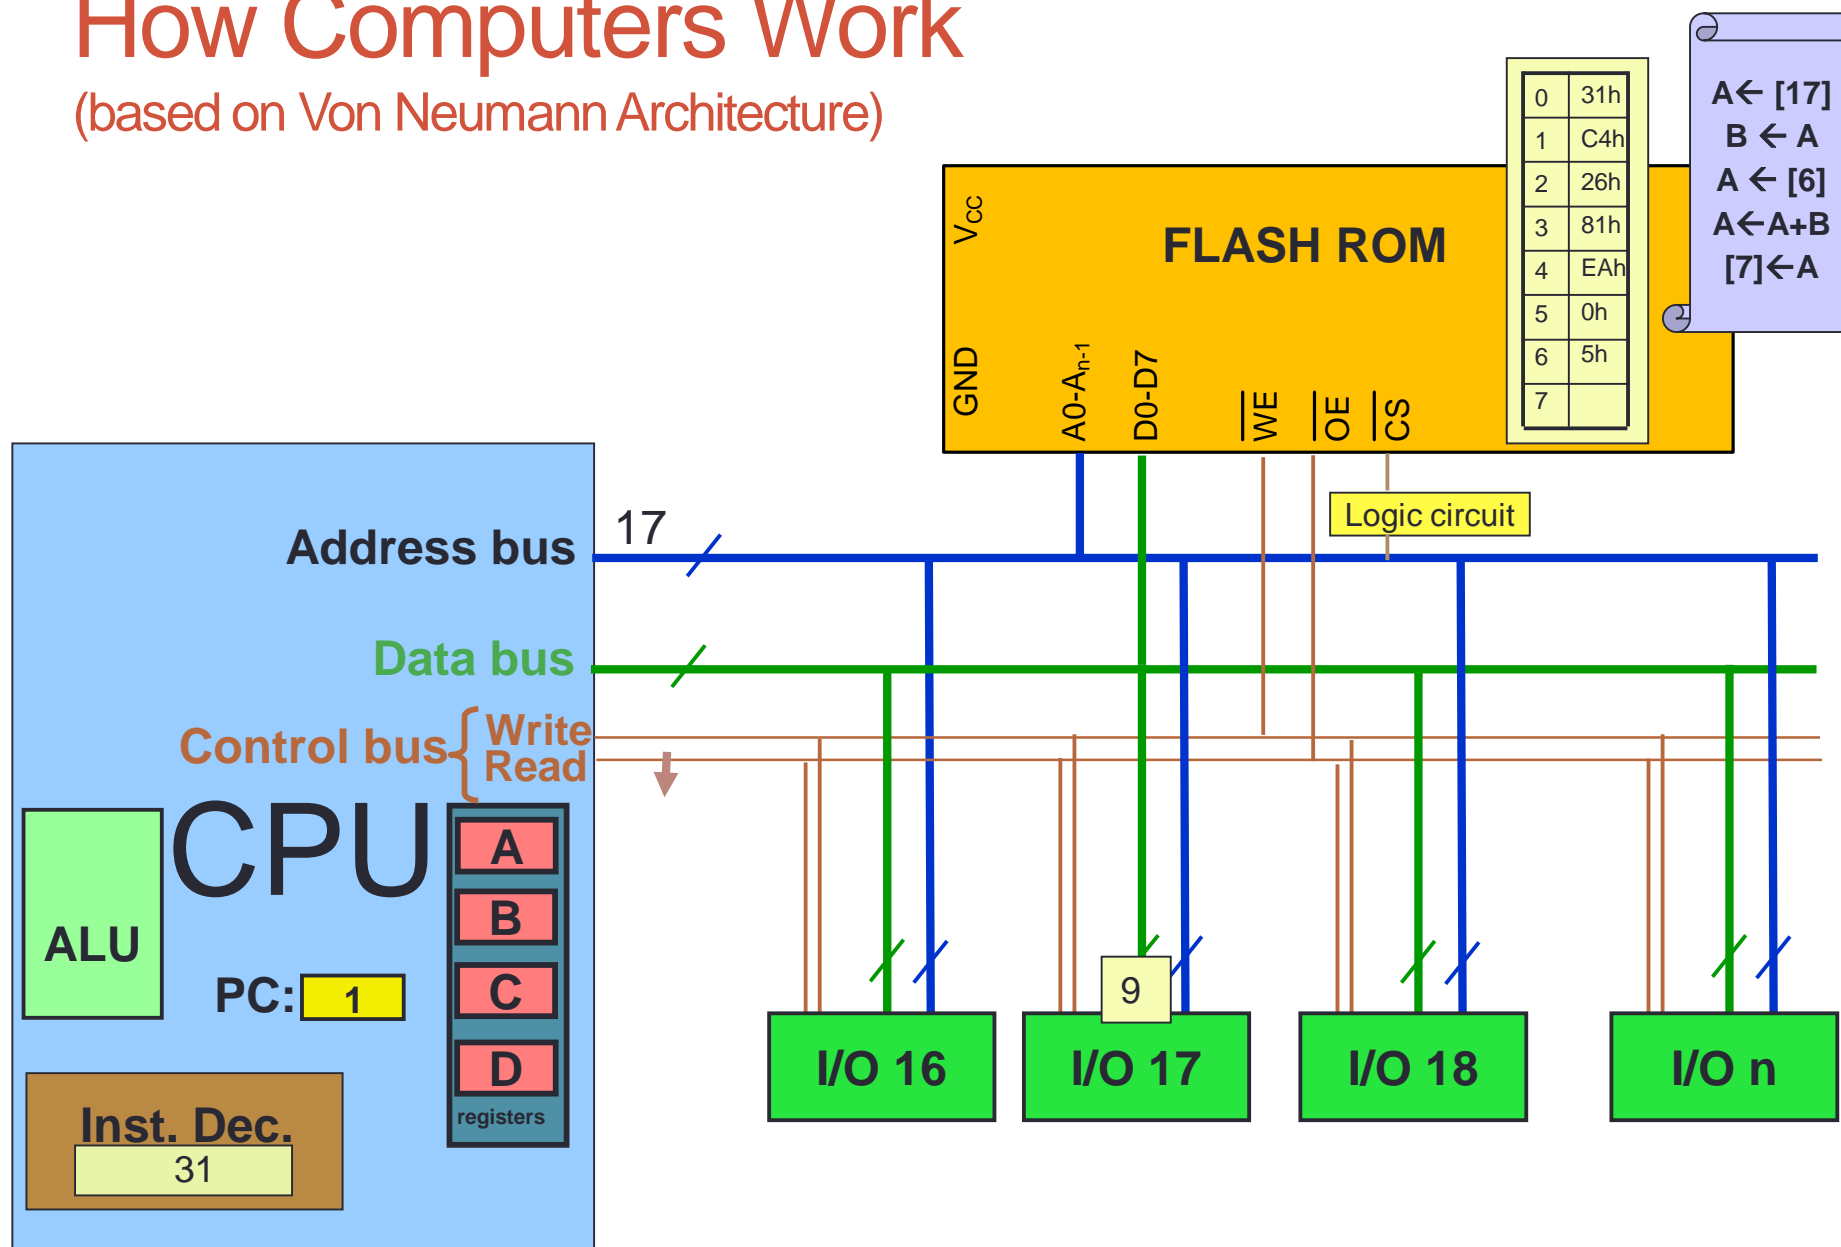 How Computers Work
(based on Von Neumann Architecture)
A← [17]
B ← A
A ← [6]
A←A+B
[7]←A
0 31h
1 C4h
2 26h
3 81h
4 EAh
5 0h
6 5h
7
FLASH ROM
VCC
GND
A0-An-1
D0-D7
WE
OE
CS
Logic circuit
17
Address bus
Data bus
Control bus
Write
Read
CPU
ALU
PC: 1
A
B
C
D
registers
Inst. Dec.
31
9
I/O 16
I/O 17
I/O 18
I/O n